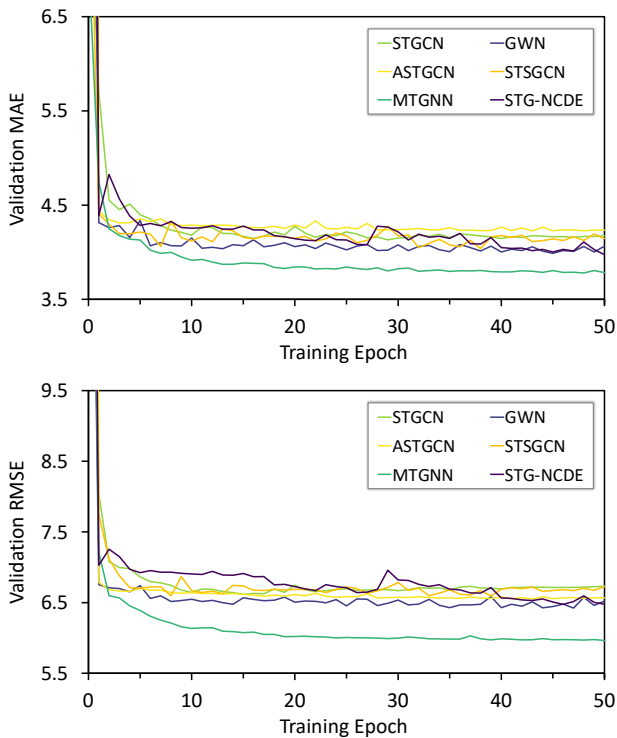 6.5
5.5
4.5
3.5
Validation MAE
STGCN GWN
ASTGCN STSGCN
MTGNN STG-NCDE
0 10 20 30 40 50
Training Epoch
9.5
8.5
7.5
6.5
5.5
Validation RMSE
STGCN GWN
ASTGCN STSGCN
MTGNN STG-NCDE
0 10 20 30 40 50
Training Epoch